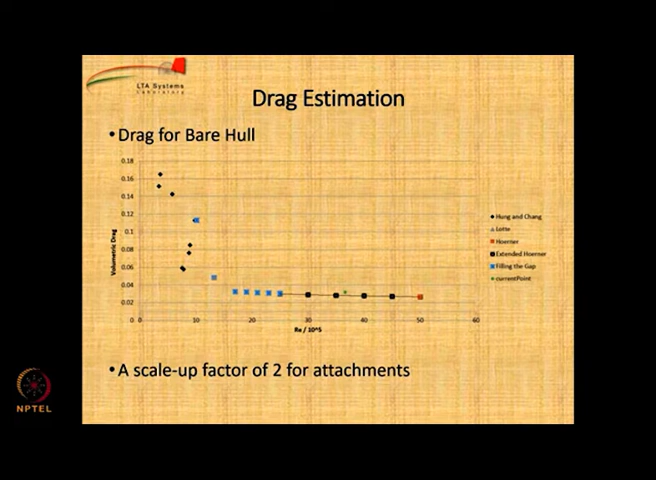 LTA Systems
Laboratory
Drag Estimation
•Drag for Bare Hull
0.18
0.16
0.14
0.12
0.1
0.08
0.06
0.04
0.02
0
0 10 20 30 40 50 60
Volumetric Drag
Re / 10^5
Hung and Chang
Lotte
Hoerner
Extended Hoerner
Filling the Gap
currentPoint
•A scale-up factor of 2 for attachments
NPTEL